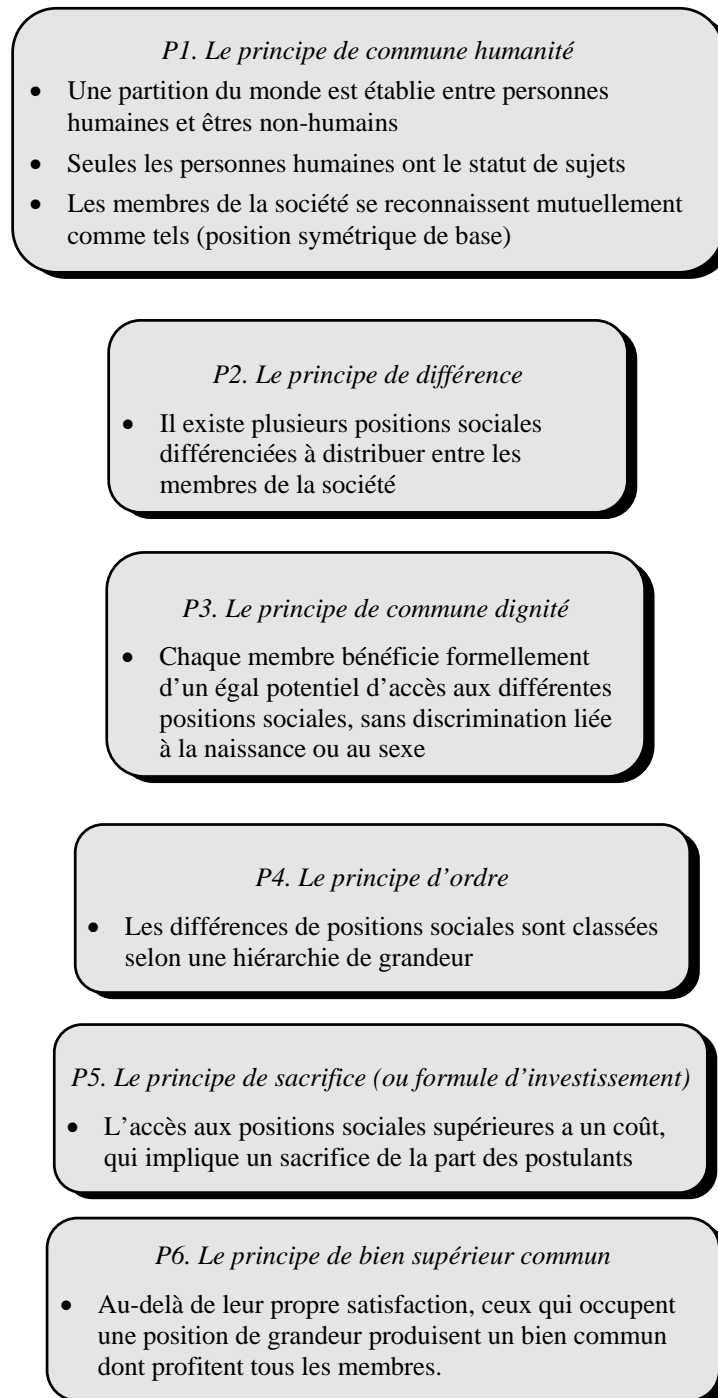 P1. Le principe de commune humanité
• Une partition du monde est établie entre personnes
humaines et êtres non-humains
• Seules les personnes humaines ont le statut de sujets
• Les membres de la société se reconnaissent mutuellement
comme tels (position symétrique de base)
P2. Le principe de différence
• Il existe plusieurs positions sociales
différenciées à distribuer entre les
membres de la société
P3. Le principe de commune dignité
• Chaque membre bénéficie formellement
d’un égal potentiel d’accès aux différentes
positions sociales, sans discrimination liée
à la naissance ou au sexe
P4. Le principe d’ordre
• Les différences de positions sociales sont classées
selon une hiérarchie de grandeur
P5. Le principe de sacrifice (ou formule d’investissement)
• L’accès aux positions sociales supérieures a un coût,
qui implique un sacrifice de la part des postulants
P6. Le principe de bien supérieur commun
• Au-delà de leur propre satisfaction, ceux qui occupent
une position de grandeur produisent un bien commun
dont profitent tous les membres.